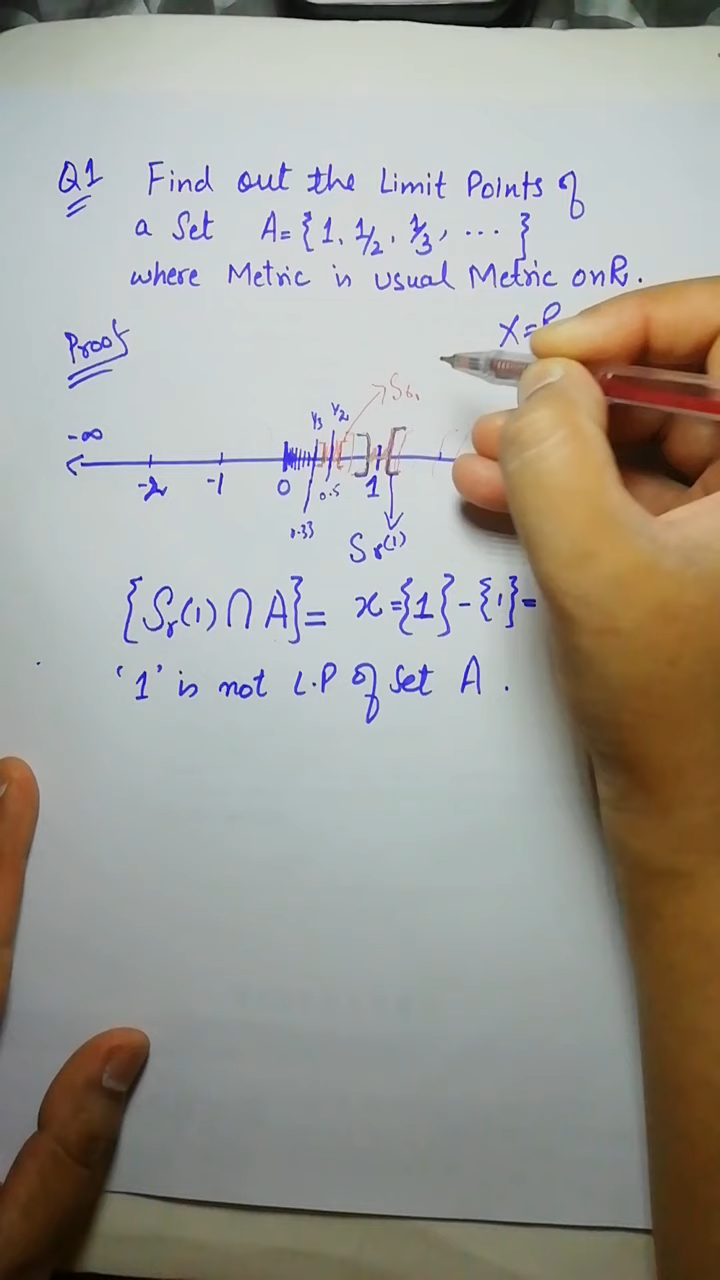 Q1 Find out the Limit Points of
a Set A = {1, 1/2, 1/3, ... }
where Metric is usual Metric on R.
X =
Proof
1/3 1/2
-∞
-2 -1 0 0.5 1
0.33
Sr(1)
{Sr(1) ∩ A} = x = {1} - {1} =
'1' is not L.P of Set A .